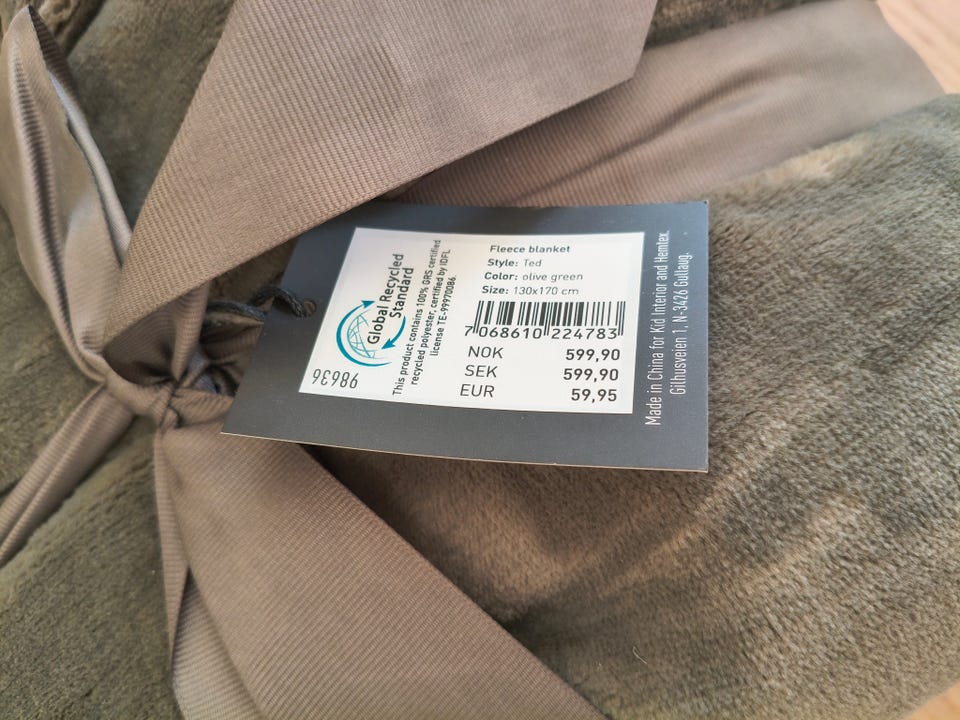 Fleece blanket
Style: Ted
Color: olive green
Size: 130x170 cm
7 068610 224783
NOK 599,90
SEK 599,90
EUR 59,95
Global Recycled
Standard
This product contains 100% GRS certified
recycled polyester, certified by IDFL
license TE-99970086.
98636
Made in China for Kid Interior and Hemtex.
Gilhusveien 1, N-3426 Gullaug.